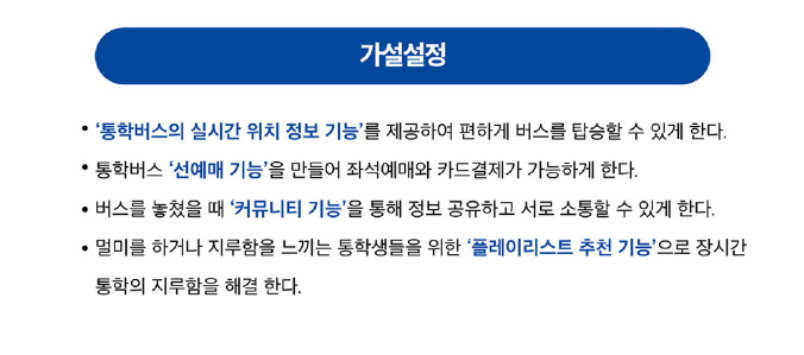 가설설정
• ‘통학버스의 실시간 위치 정보 기능’를 제공하여 편하게 버스를 탑승할 수 있게 한다.
• 통학버스 ‘선예매 기능’을 만들어 좌석예매와 카드결제가 가능하게 한다.
• 버스를 놓쳤을 때 ‘커뮤니티 기능’을 통해 정보 공유하고 서로 소통할 수 있게 한다.
• 멀미를 하거나 지루함을 느끼는 통학생들을 위한 ‘플레이리스트 추천 기능’으로 장시간
통학의 지루함을 해결 한다.